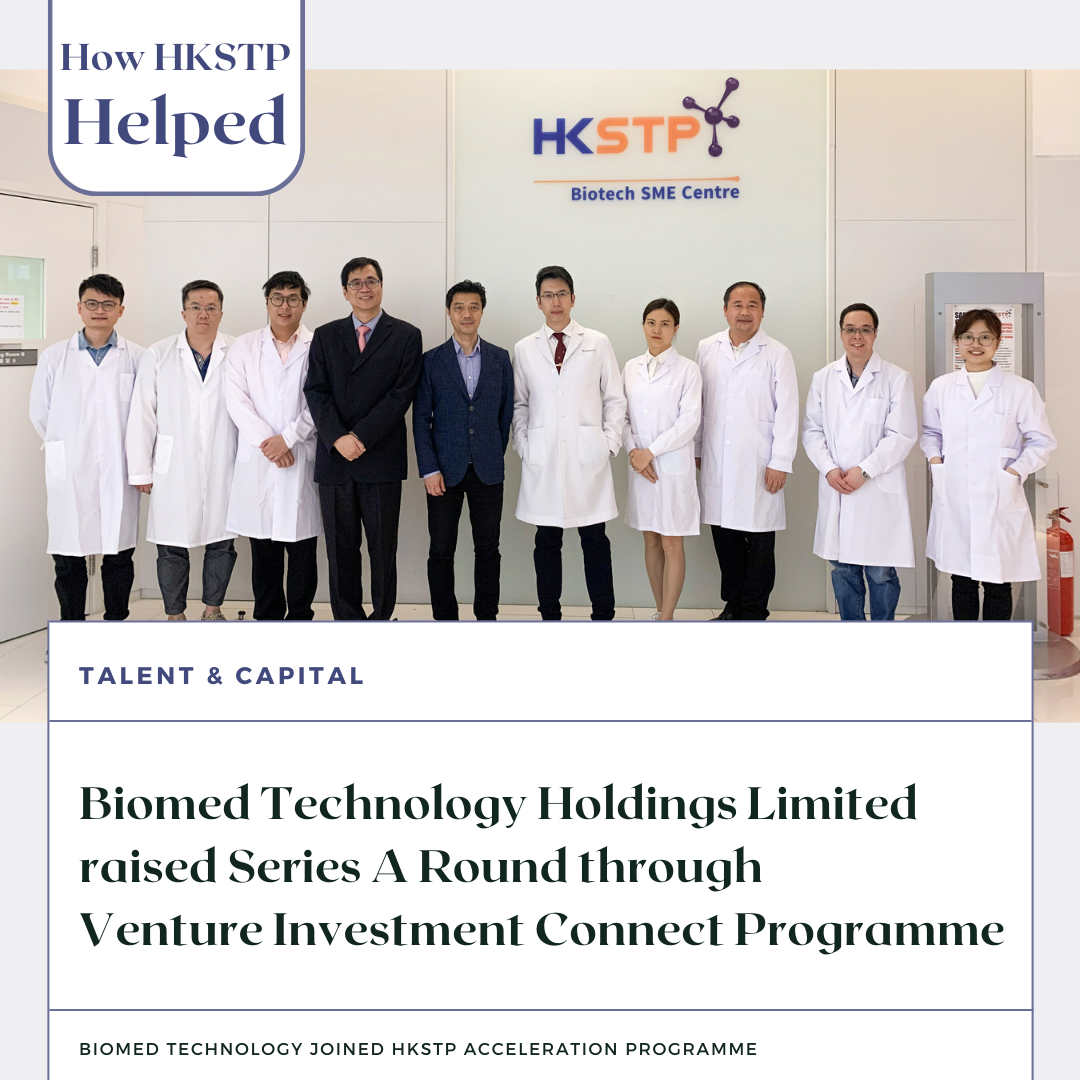 How HKSTP
Helped
HKSTP
Biotech SME Centre
TALENT & CAPITAL
Biomed Technology Holdings Limited
raised Series A Round through
Venture Investment Connect Programme
BIOMED TECHNOLOGY JOINED HKSTP ACCELERATION PROGRAMME